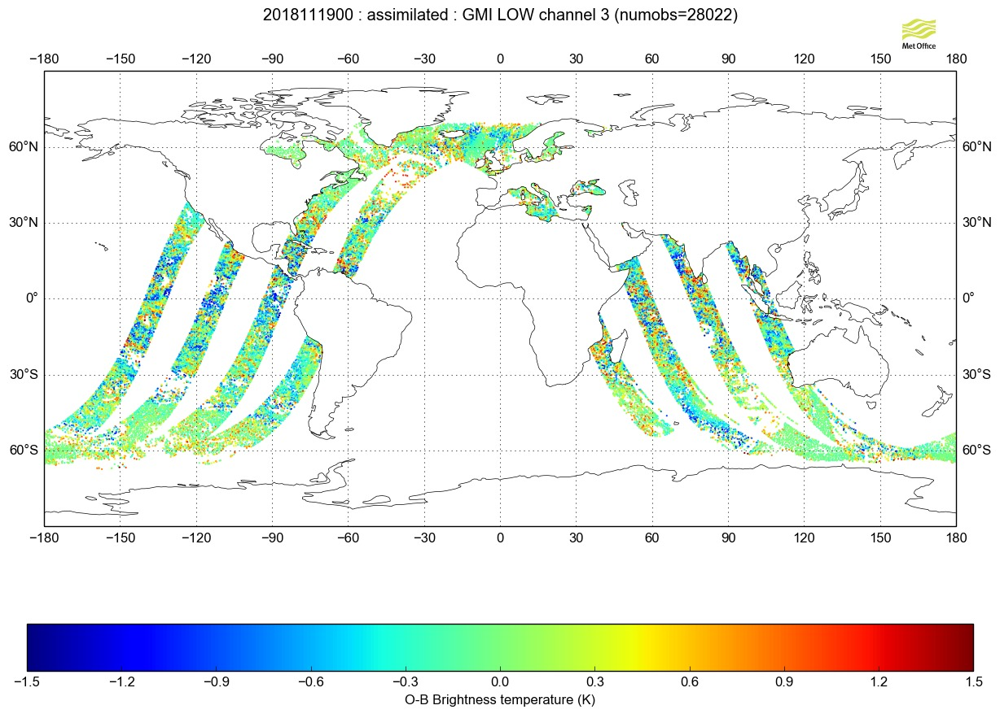 2018111900 : assimilated : GMI LOW channel 3 (numobs=28022)
Met Office
−180 −150 −120 −90 −60 −30 0 30 60 90 120 150 180
60°N 60°N
30°N 30°N
0° 0°
30°S 30°S
60°S 60°S
−180 −150 −120 −90 −60 −30 0 30 60 90 120 150 180
−1.5 −1.2 −0.9 −0.6 −0.3 0.0 0.3 0.6 0.9 1.2 1.5
O-B Brightness temperature (K)